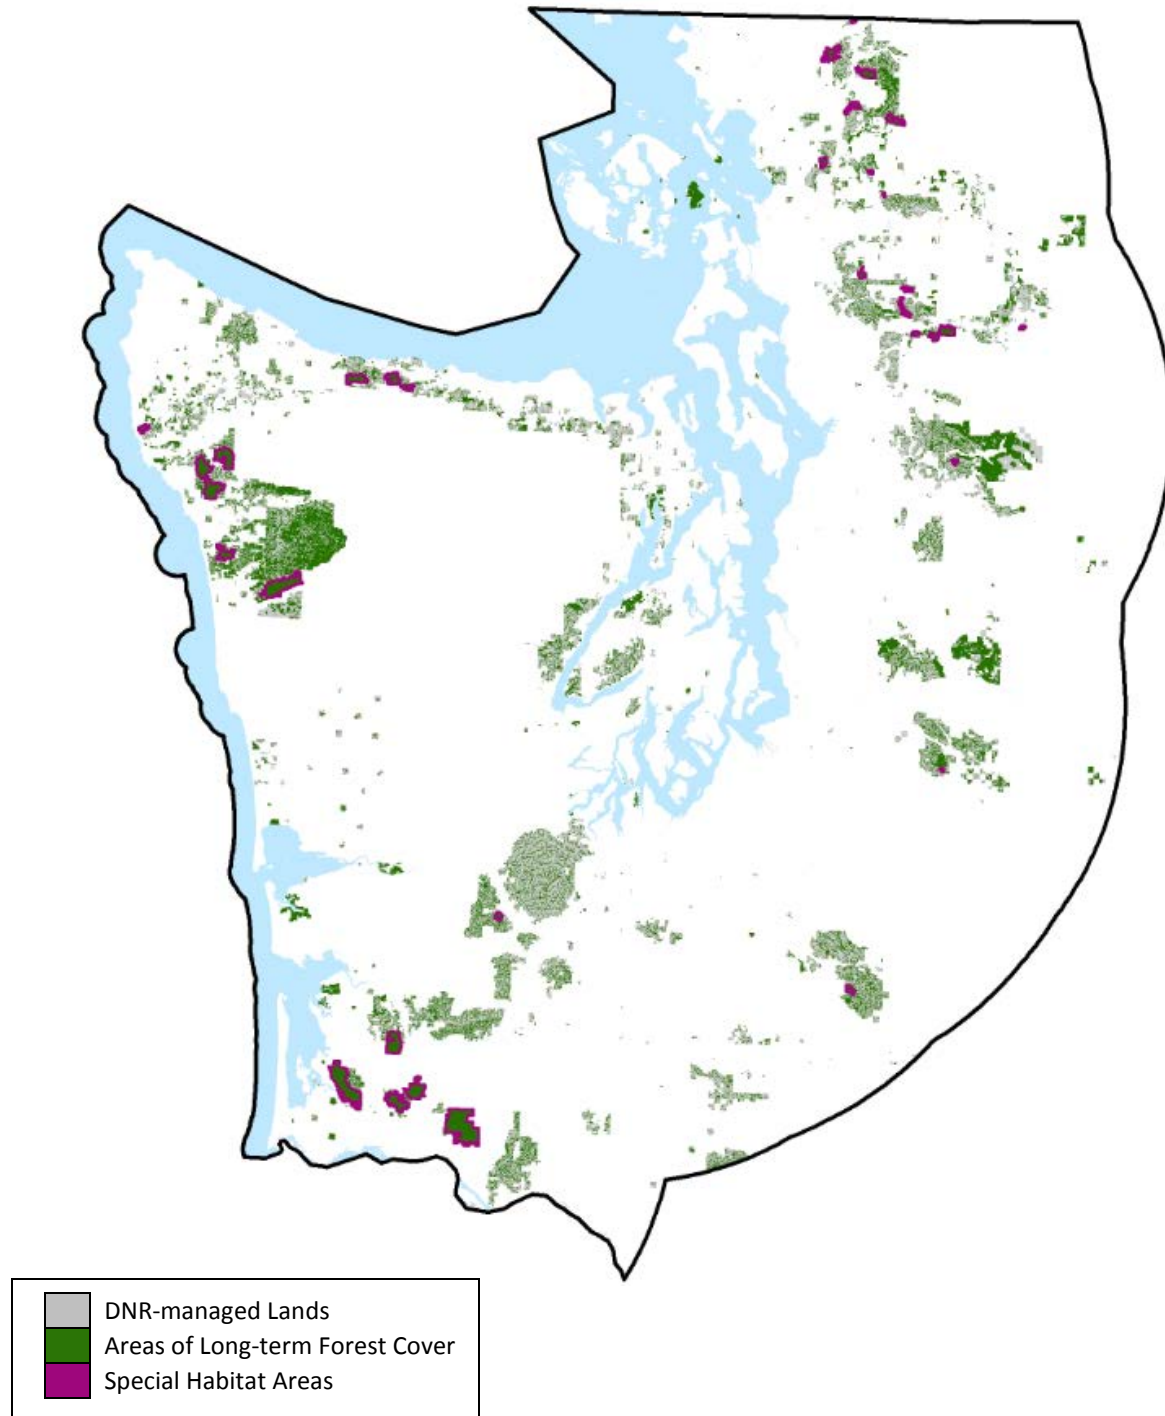 DNR-managed Lands
Areas of Long-term Forest Cover
Special Habitat Areas